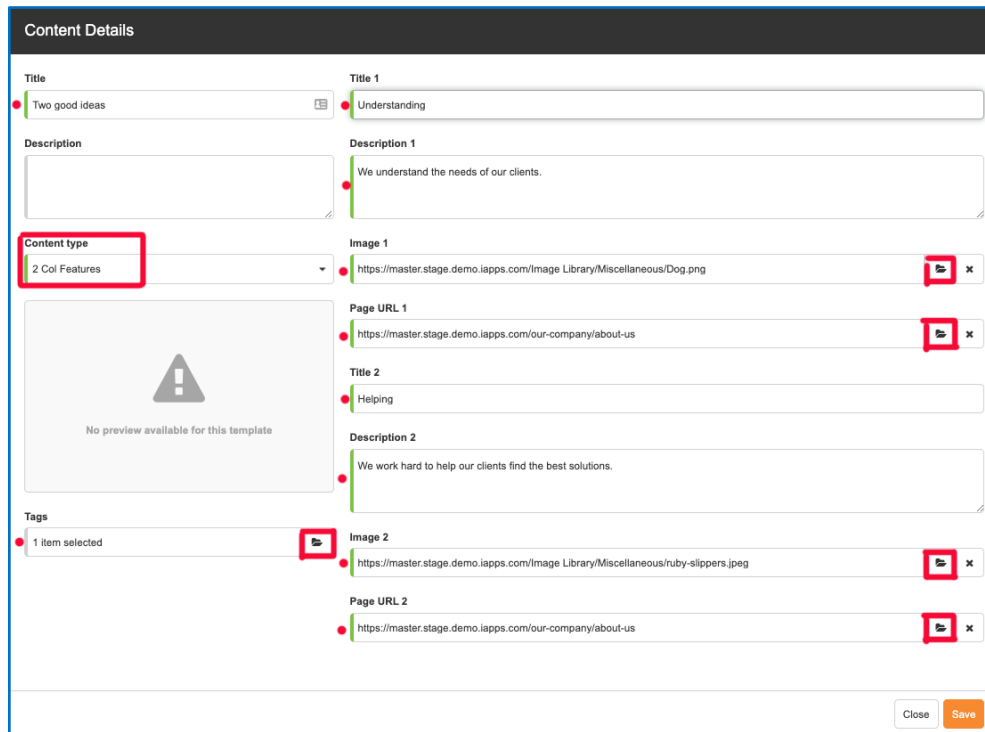 Content Details
Title
Two good ideas
Description
Content type
2 Col Features
No preview available for this template
Tags
1 item selected
Title 1
Understanding
Description 1
We understand the needs of our clients.
Image 1
https://master.stage.demo.iapps.com/Image Library/Miscellaneous/Dog.png
Page URL 1
https://master.stage.demo.iapps.com/our-company/about-us
Title 2
Helping
Description 2
We work hard to help our clients find the best solutions.
Image 2
https://master.stage.demo.iapps.com/Image Library/Miscellaneous/ruby-slippers.jpeg
Page URL 2
https://master.stage.demo.iapps.com/our-company/about-us
Close
Save